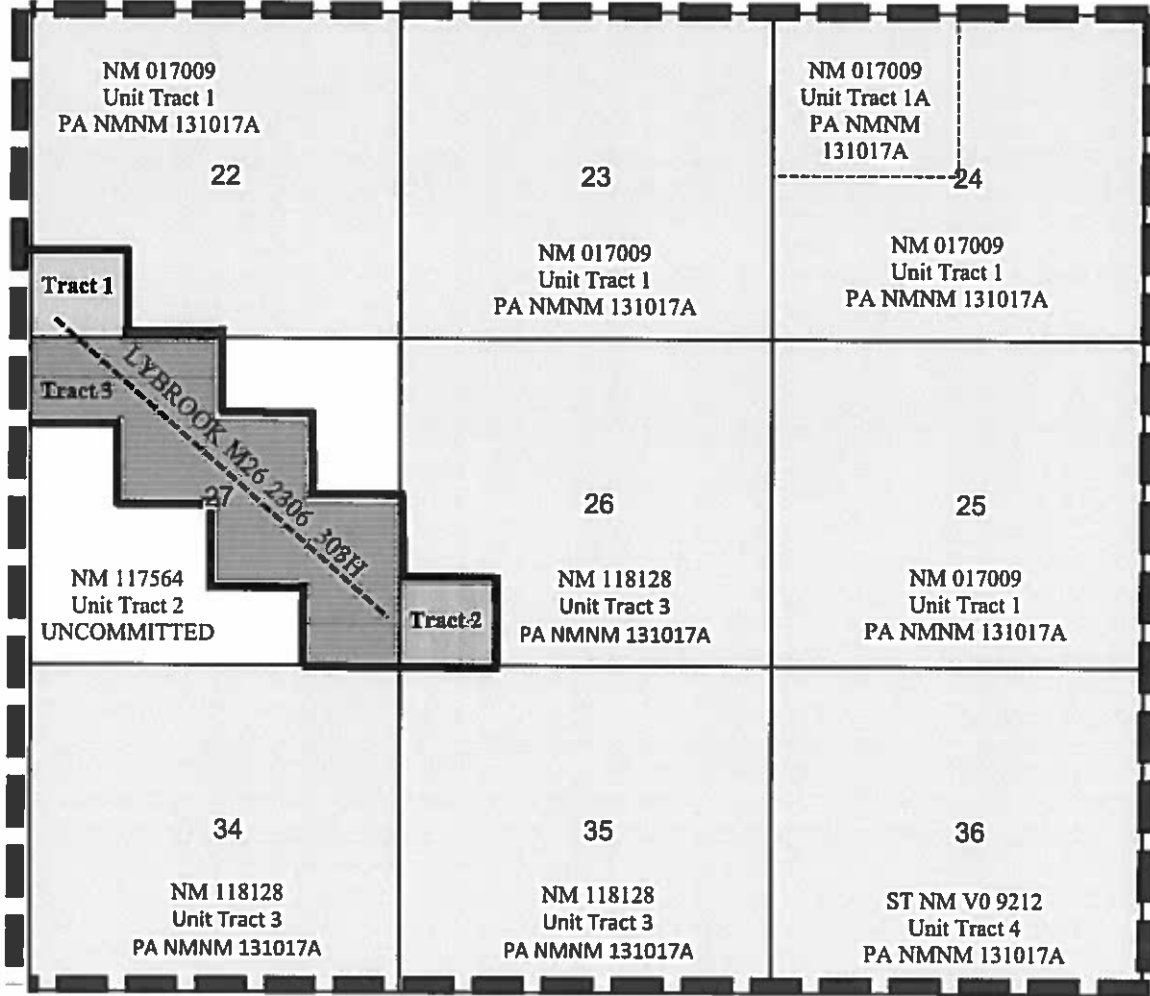 NM 017009
Unit Tract 1
PA NMNM 131017A
22
23
NM 017009
Unit Tract 1A
PA NMNM
131017A
24
NM 017009
Unit Tract 1
PA NMNM 131017A
NM 017009
Unit Tract 1
PA NMNM 131017A
Tract 1
Tract 3
LYBROOK M26 2306 308H
27
NM 117564
Unit Tract 2
UNCOMMITTED
Tract 2
26
NM 118128
Unit Tract 3
PA NMNM 131017A
25
NM 017009
Unit Tract 1
PA NMNM 131017A
34
NM 118128
Unit Tract 3
PA NMNM 131017A
35
NM 118128
Unit Tract 3
PA NMNM 131017A
36
ST NM V0 9212
Unit Tract 4
PA NMNM 131017A